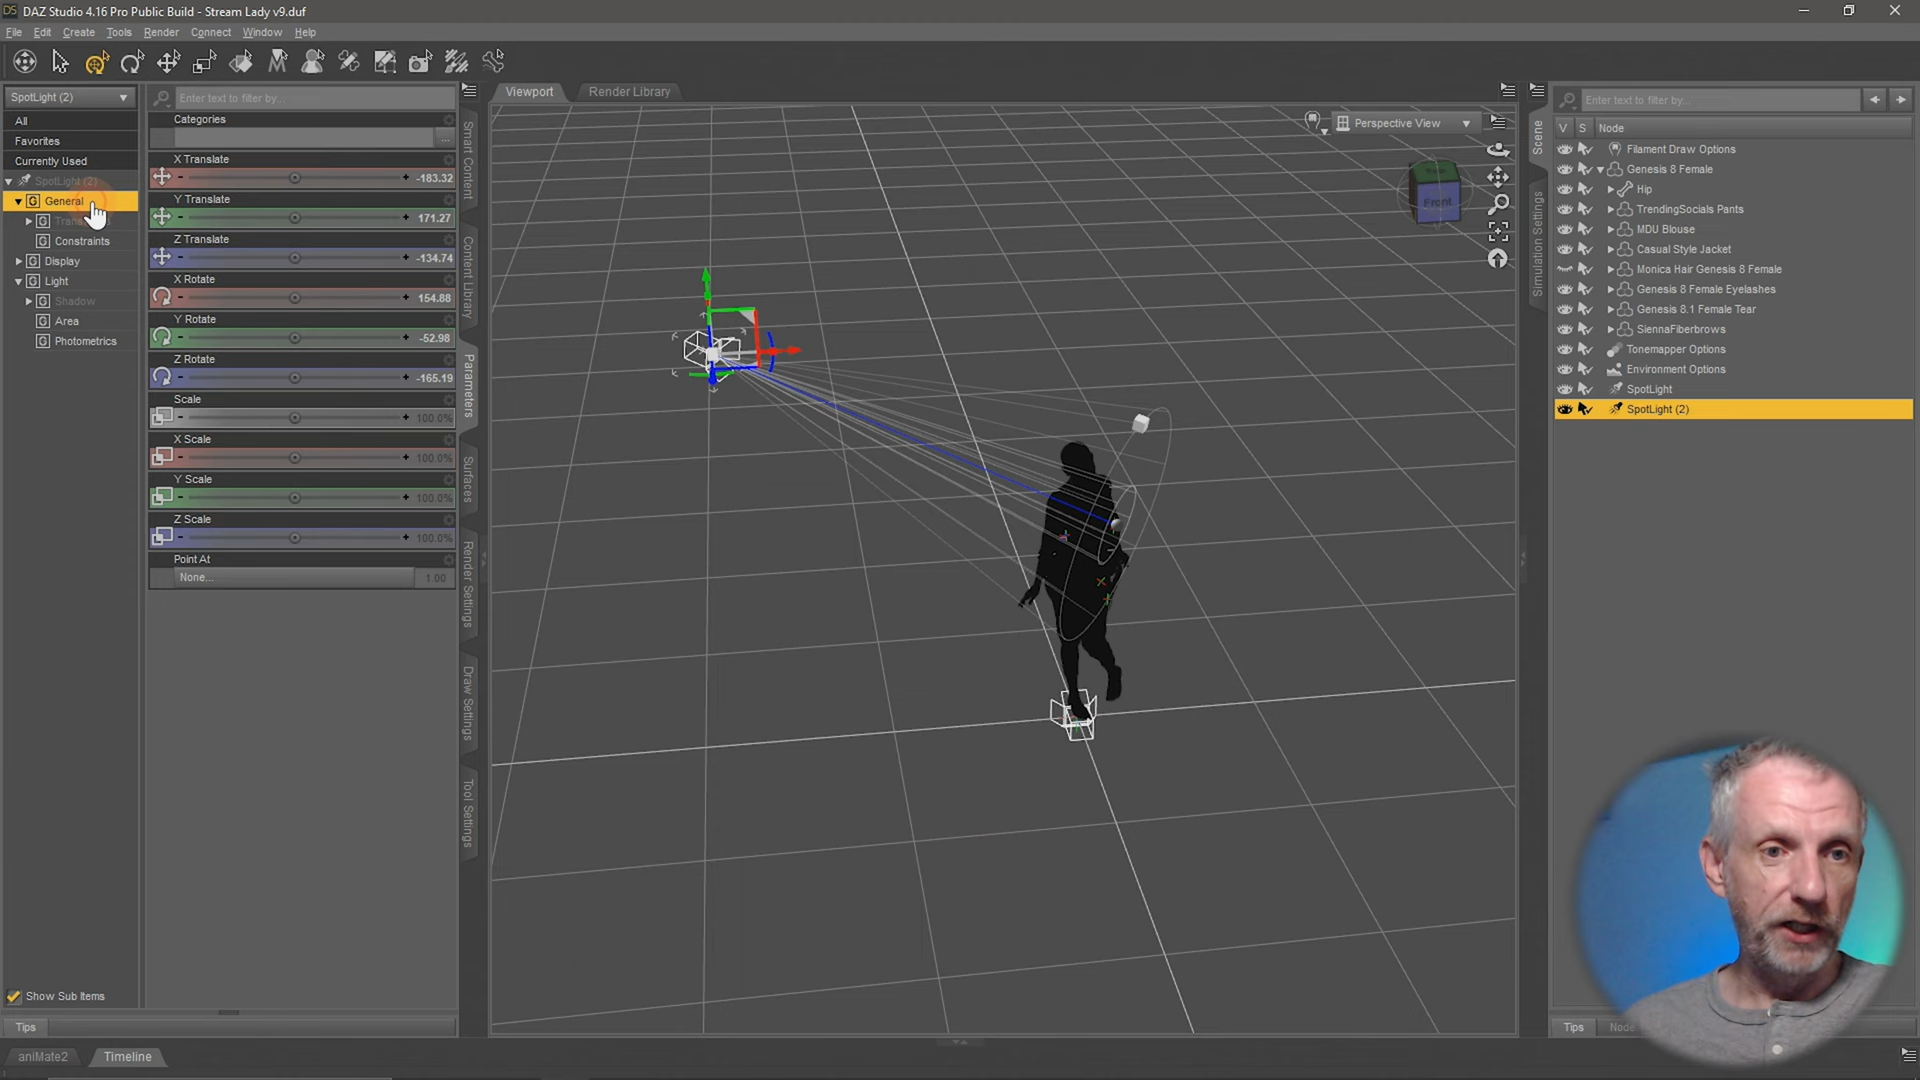 DAZ Studio 4.16 Pro Public Build - Stream Lady v9.duf
File Edit Create Tools Render Connect Window Help
SpotLight (2)
All
Favorites
Currently Used
SpotLight (2)
General
Constraints
Display
Light
Shadow
Area
Photometrics
Show Sub Items
Tips
Enter text to filter by...
Categories
...
X Translate
-183.32
Y Translate
171.27
Z Translate
-134.74
X Rotate
154.88
Y Rotate
-52.98
Z Rotate
-165.19
Scale
100.0%
X Scale
100.0%
Y Scale
100.0%
Z Scale
100.0%
Point At
None...
1.00
Smart Content
Content Library
Parameters
Surfaces
Render Settings
Draw Settings
Tool Settings
Viewport
Render Library
Perspective View
Front
Scene
Simulation Settings
Enter text to filter by...
V S Node
Filament Draw Options
Genesis 8 Female
Hip
TrendingSocials Pants
MDU Blouse
Casual Style Jacket
Monica Hair Genesis 8 Female
Genesis 8 Female Eyelashes
Genesis 8.1 Female Tear
SiennaFiberbrows
Tonemapper Options
Environment Options
SpotLight
SpotLight (2)
Tips
Node
aniMate2
Timeline